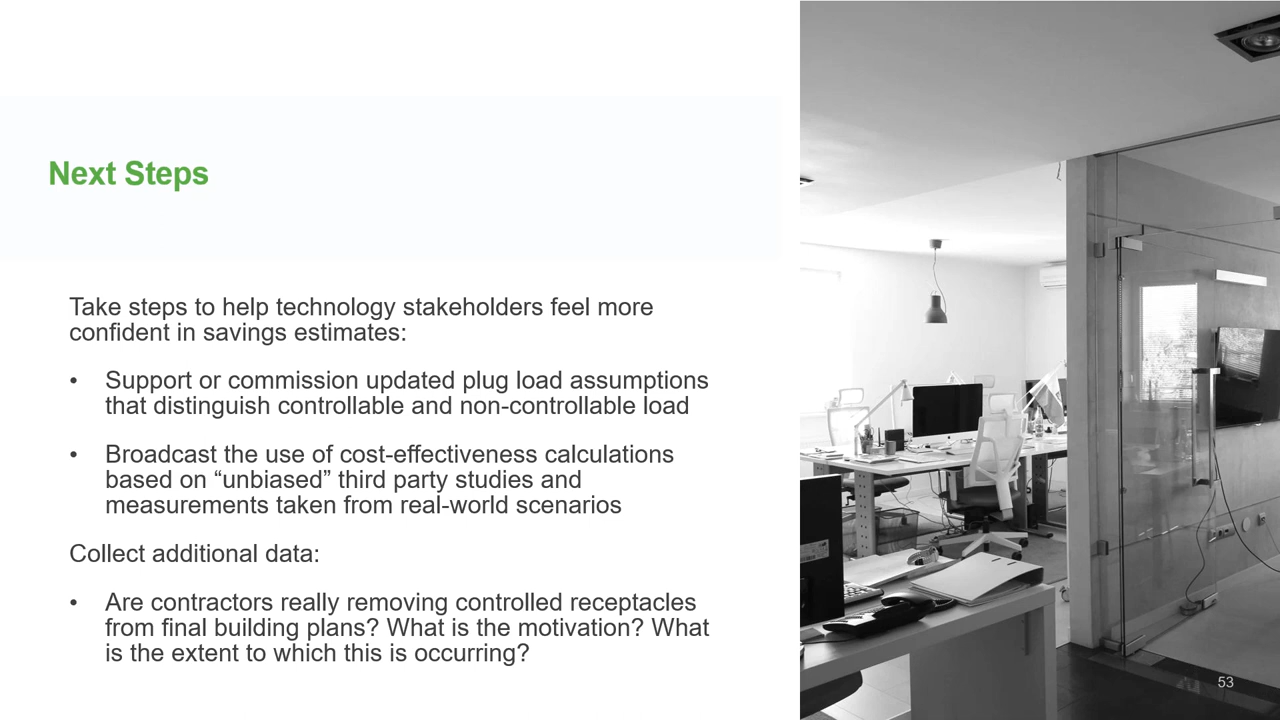 Next Steps
Take steps to help technology stakeholders feel more
confident in savings estimates:
• Support or commission updated plug load assumptions
that distinguish controllable and non-controllable load
• Broadcast the use of cost-effectiveness calculations
based on “unbiased” third party studies and
measurements taken from real-world scenarios
Collect additional data:
• Are contractors really removing controlled receptacles
from final building plans? What is the motivation? What
is the extent to which this is occurring?
53